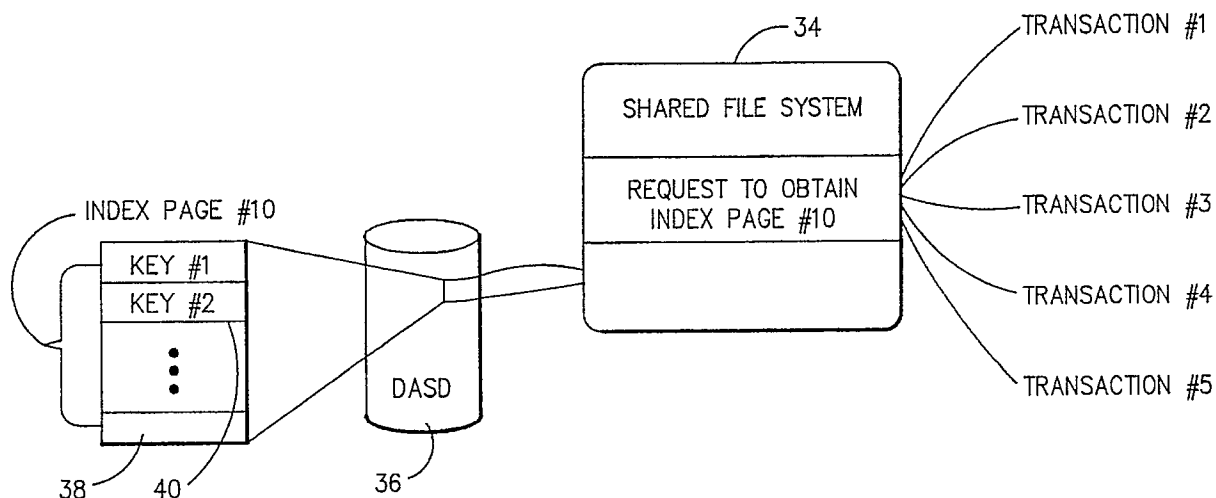 34
TRANSACTION #1
SHARED FILE SYSTEM
TRANSACTION #2
REQUEST TO OBTAIN
INDEX PAGE #10
TRANSACTION #3
INDEX PAGE #10
KEY #1
KEY #2
TRANSACTION #4
DASD
TRANSACTION #5
38
40
36